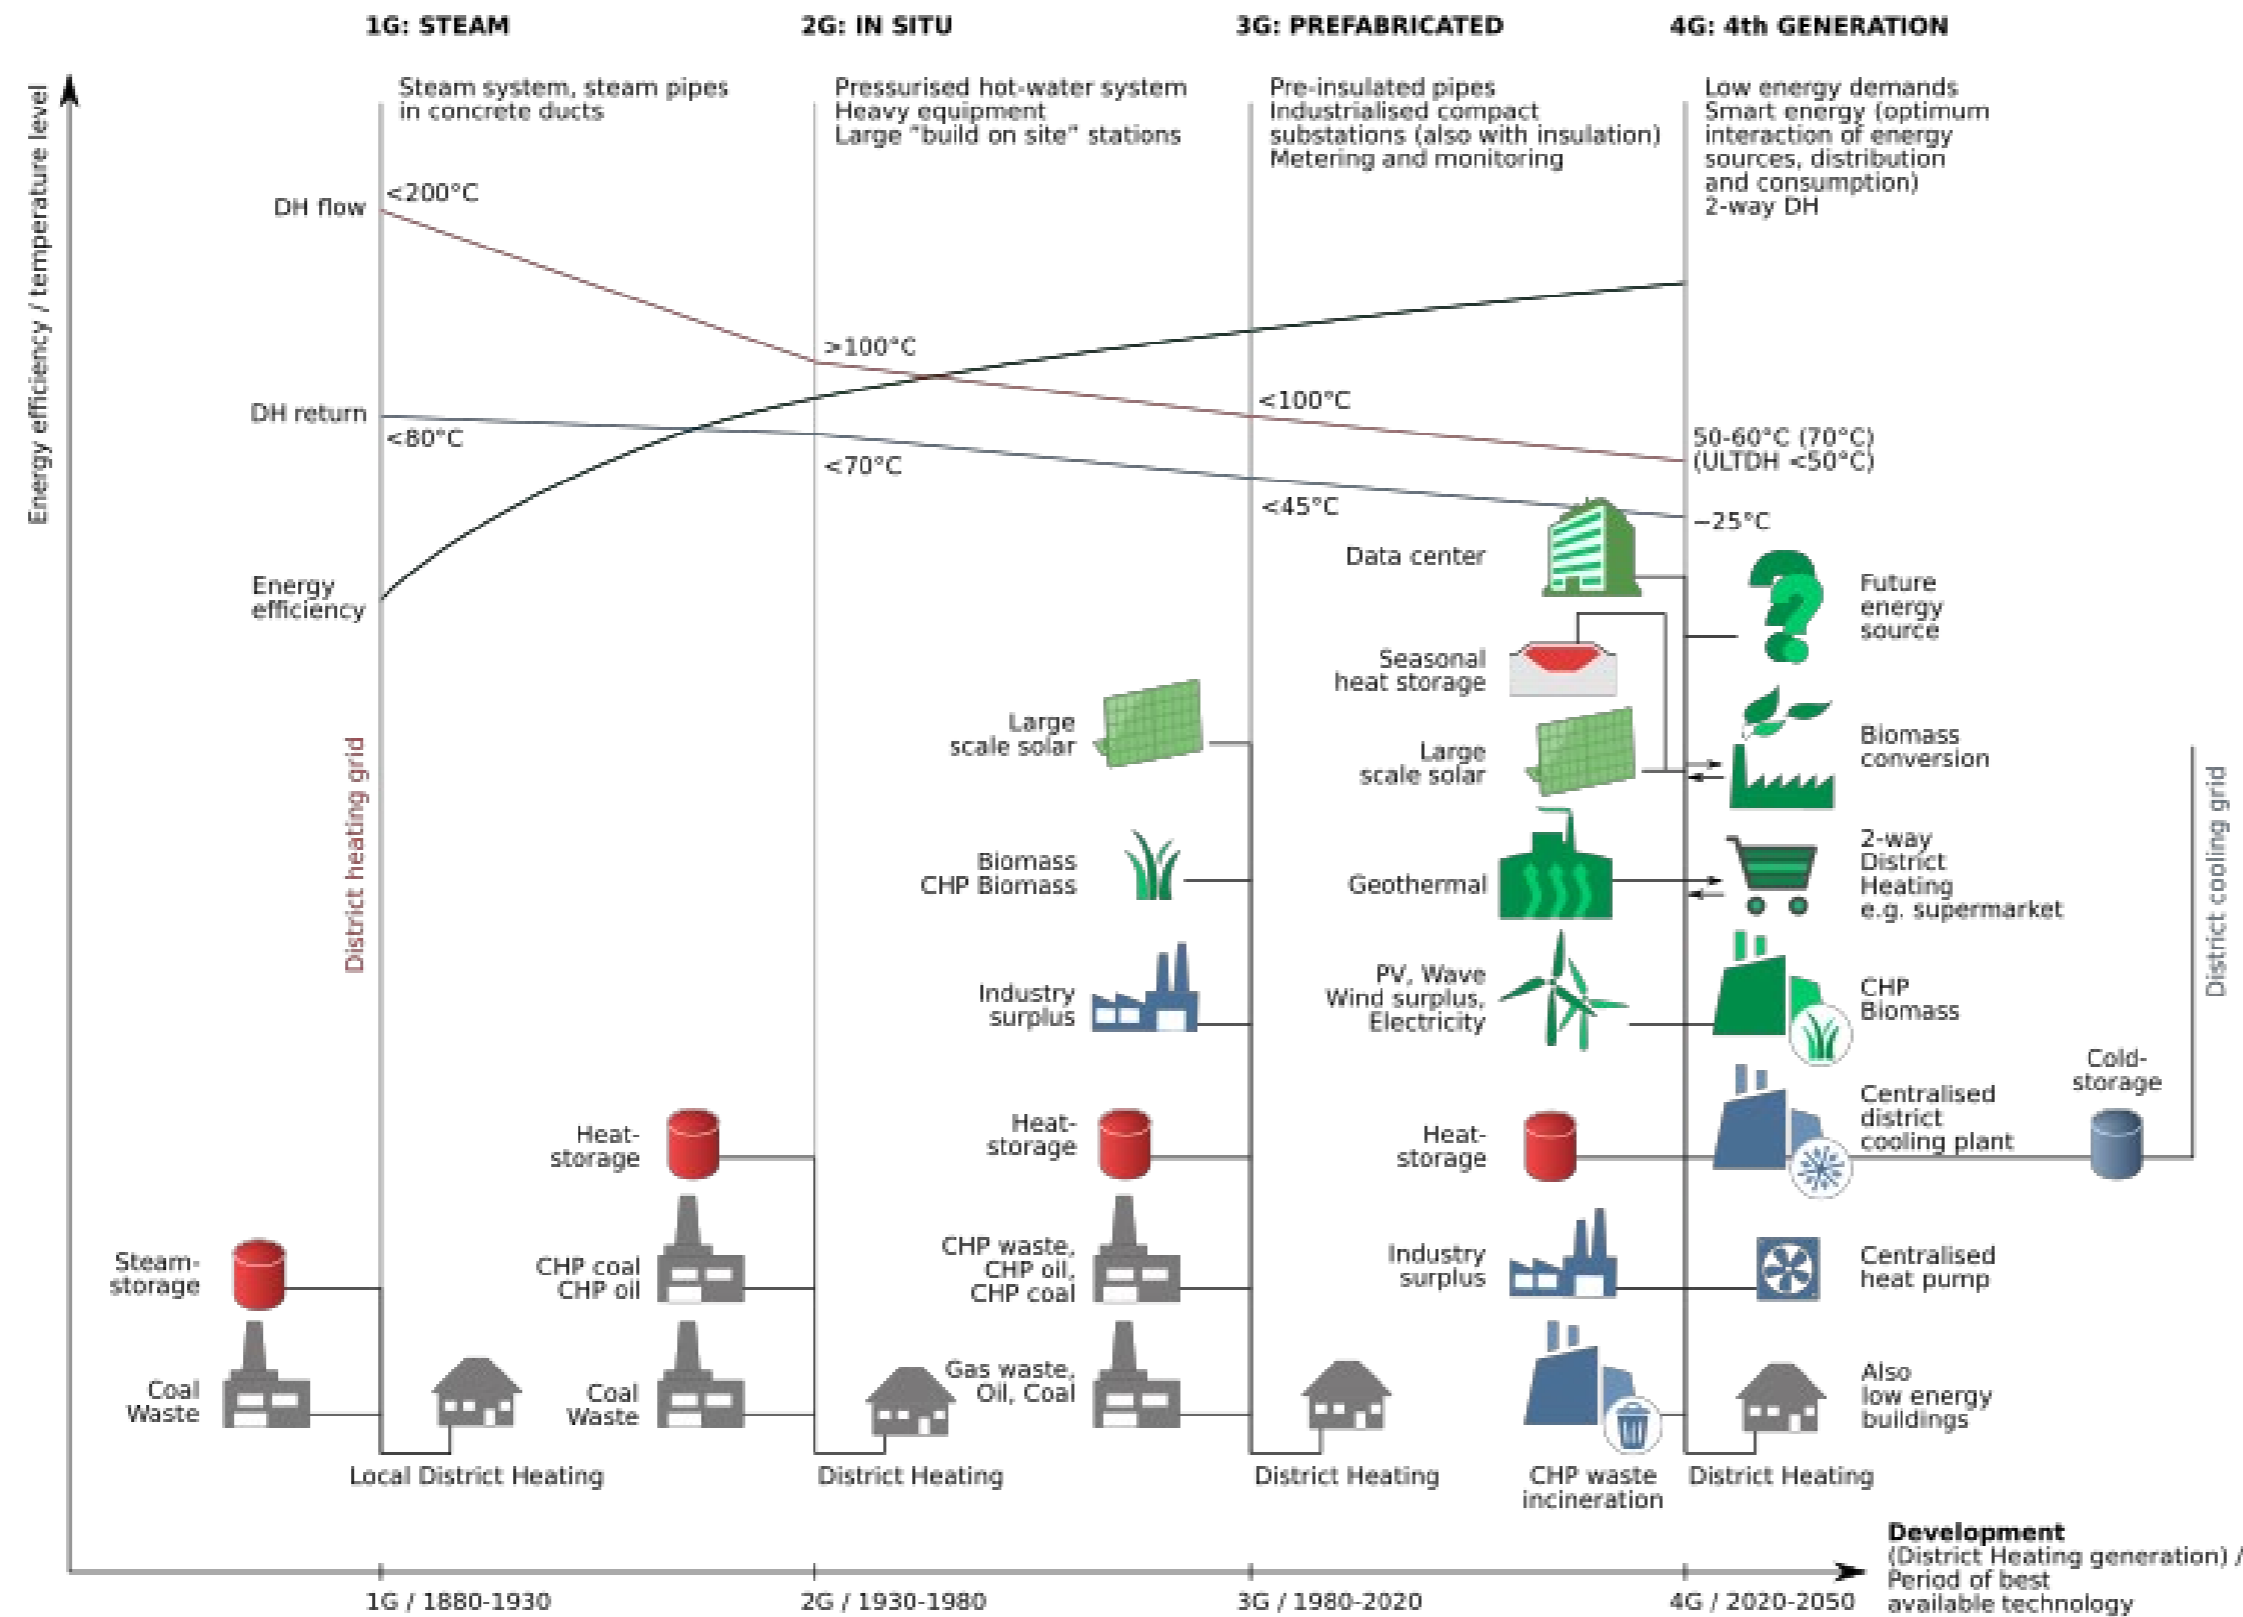 1G: STEAM
2G: IN SITU
3G: PREFABRICATED
4G: 4th GENERATION
Steam system, steam pipes
in concrete ducts
Pressurised hot-water system
Heavy equipment
Large "build on site" stations
Pre-insulated pipes
Industrialised compact
substations (also with insulation)
Metering and monitoring
Low energy demands
Smart energy (optimum
interaction of energy
sources, distribution
and consumption)
2-way DH
Energy efficiency / temperature level
DH flow
<200°C
>100°C
<100°C
50-60°C (70°C)
(ULTDH <50°C)
DH return
<80°C
<70°C
<45°C
~25°C
Energy
efficiency
District heating grid
Steam-
storage
Coal
Waste
Local District Heating
Heat-
storage
CHP coal
CHP oil
Coal
Waste
District Heating
Large
scale solar
Biomass
CHP Biomass
Industry
surplus
Heat-
storage
CHP waste,
CHP oil,
CHP coal
Gas waste,
Oil, Coal
District Heating
Data center
Seasonal
heat storage
Large
scale solar
Geothermal
PV, Wave
Wind surplus,
Electricity
Heat-
storage
Industry
surplus
CHP waste
incineration
Future
energy
source
Biomass
conversion
2-way
District
Heating
e.g. supermarket
CHP
Biomass
Centralised
district
cooling plant
Cold-
storage
District cooling grid
Centralised
heat pump
Also
low energy
buildings
District Heating
1G / 1880-1930
2G / 1930-1980
3G / 1980-2020
4G / 2020-2050
Development
(District Heating generation) /
Period of best
available technology